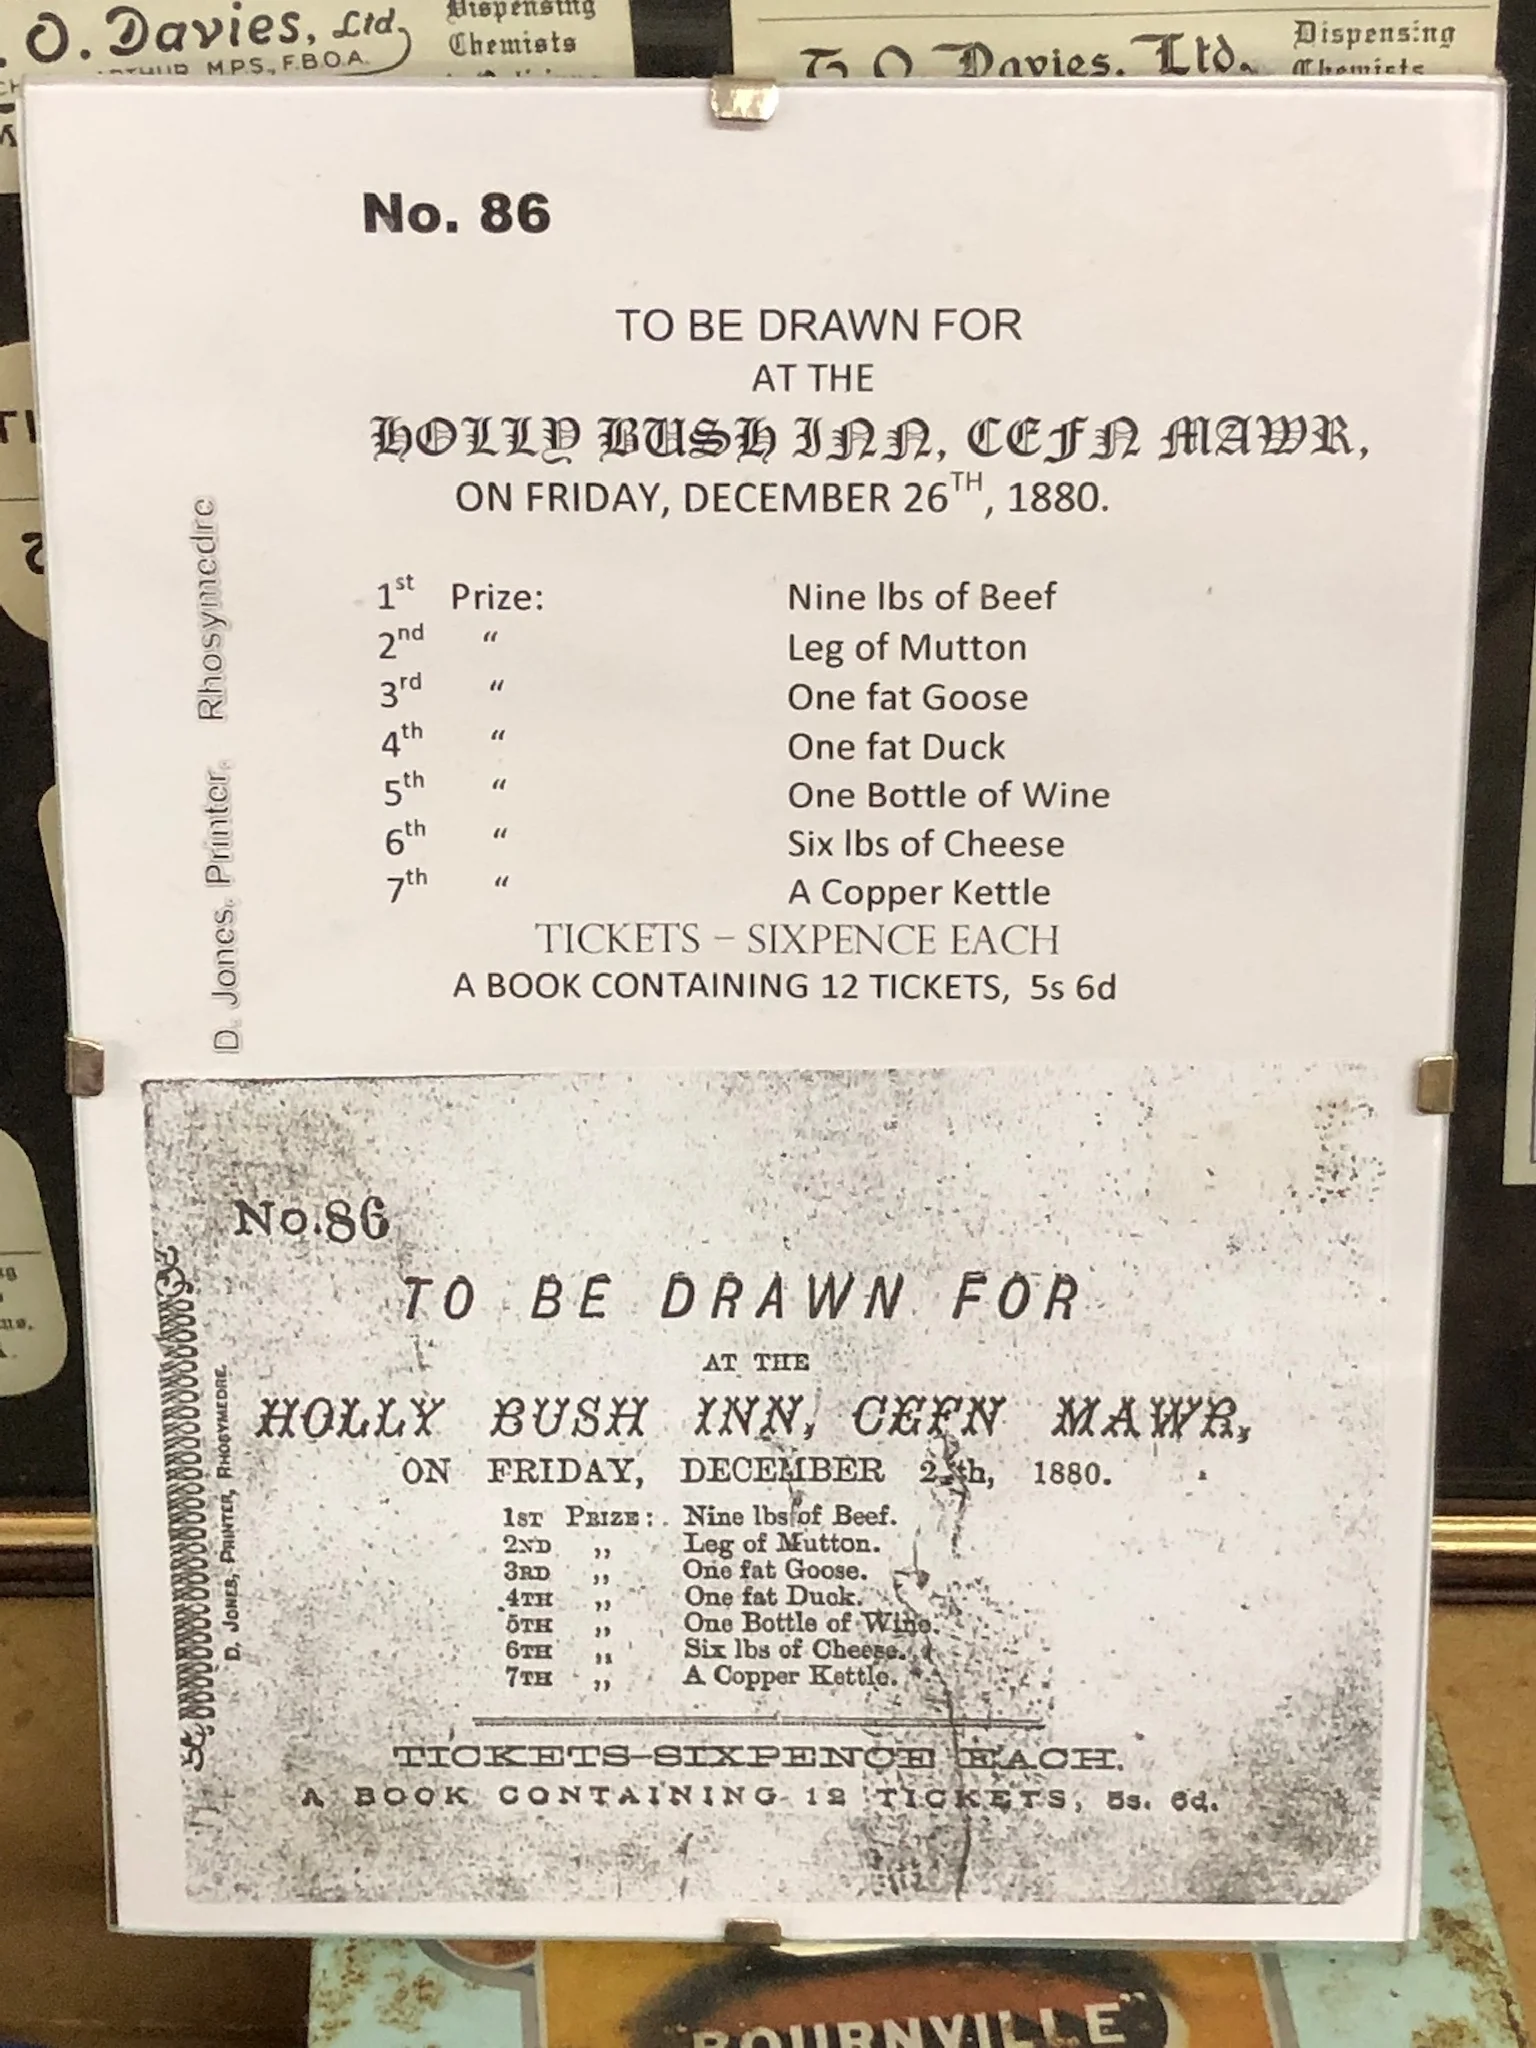 O. Davies, Ltd.
M.P.S., F.B.O.A.
Dispensing
Chemists
T. O. Davies, Ltd.
Dispensing
Chemists
No. 86
TO BE DRAWN FOR
AT THE
HOLLY BUSH INN, CEFN MAWR,
ON FRIDAY, DECEMBER 26TH, 1880.
1st Prize: Nine lbs of Beef
2nd “ Leg of Mutton
3rd “ One fat Goose
4th “ One fat Duck
5th “ One Bottle of Wine
6th “ Six lbs of Cheese
7th “ A Copper Kettle
TICKETS – SIXPENCE EACH
A BOOK CONTAINING 12 TICKETS, 5s 6d
D. Jones. Printer, Rhosymedre
No.86
TO BE DRAWN FOR
AT THE
HOLLY BUSH INN, CEFN MAWR,
ON FRIDAY, DECEMBER 1880.
1ST PRIZE: Nine lbs of Beef.
2ND ,, Leg of Mutton.
3RD ,, One fat Goose.
4TH ,, One fat Duck.
5TH ,, One Bottle of Wine.
6TH ,, Six lbs of Cheese.
7TH ,, A Copper Kettle.
TICKETS–SIXPENCE EACH.
A BOOK CONTAINING 12 TICKETS, 5s. 6d.
D. JONES, PRINTER, RHOSYMEDRE.
"BOURNVILLE"